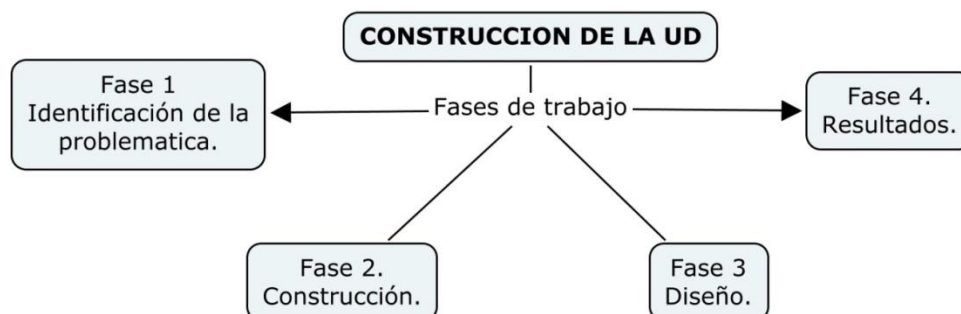 CONSTRUCCION DE LA UD
Fases de trabajo
Fase 1
Identificación de la
problematica.
Fase 2.
Construcción.
Fase 3
Diseño.
Fase 4.
Resultados.